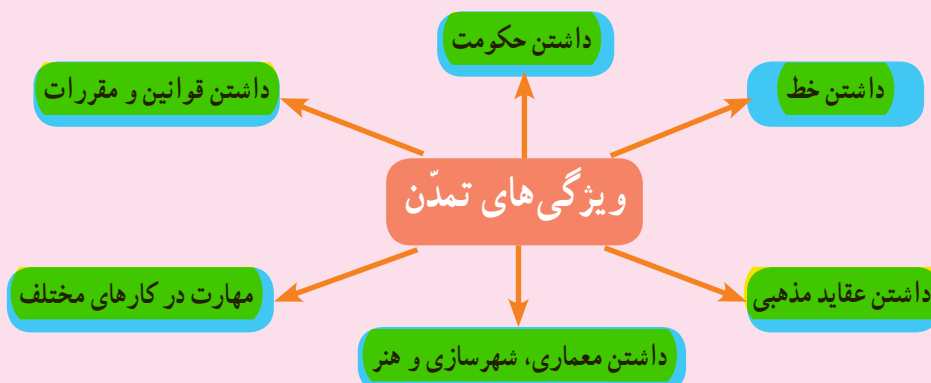 داشتن حکومت
داشتن خط
داشتن قوانین و مقررات
ویژگی‌های تمدّن
داشتن عقاید مذهبی
مهارت در کارهای مختلف
داشتن معماری، شهرسازی و هنر